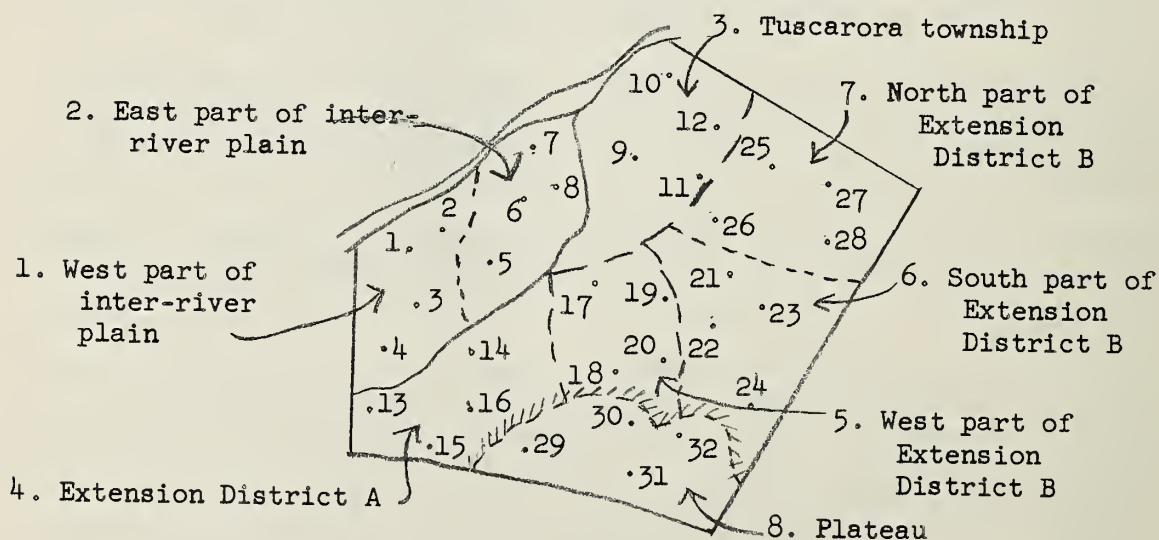 3. Tuscarora township
10
2. East part of inter-
river plain
7. North part of
Extension
District B
12
25
7
9
8
11
27
2
6
26
28
1
5
1. West part of
inter-river
plain
21
17
19
3
23
6. South part of
Extension
District B
4
14
20
22
18
24
13
16
30
5. West part of
Extension
District B
15
29
32
31
4. Extension District A
8. Plateau